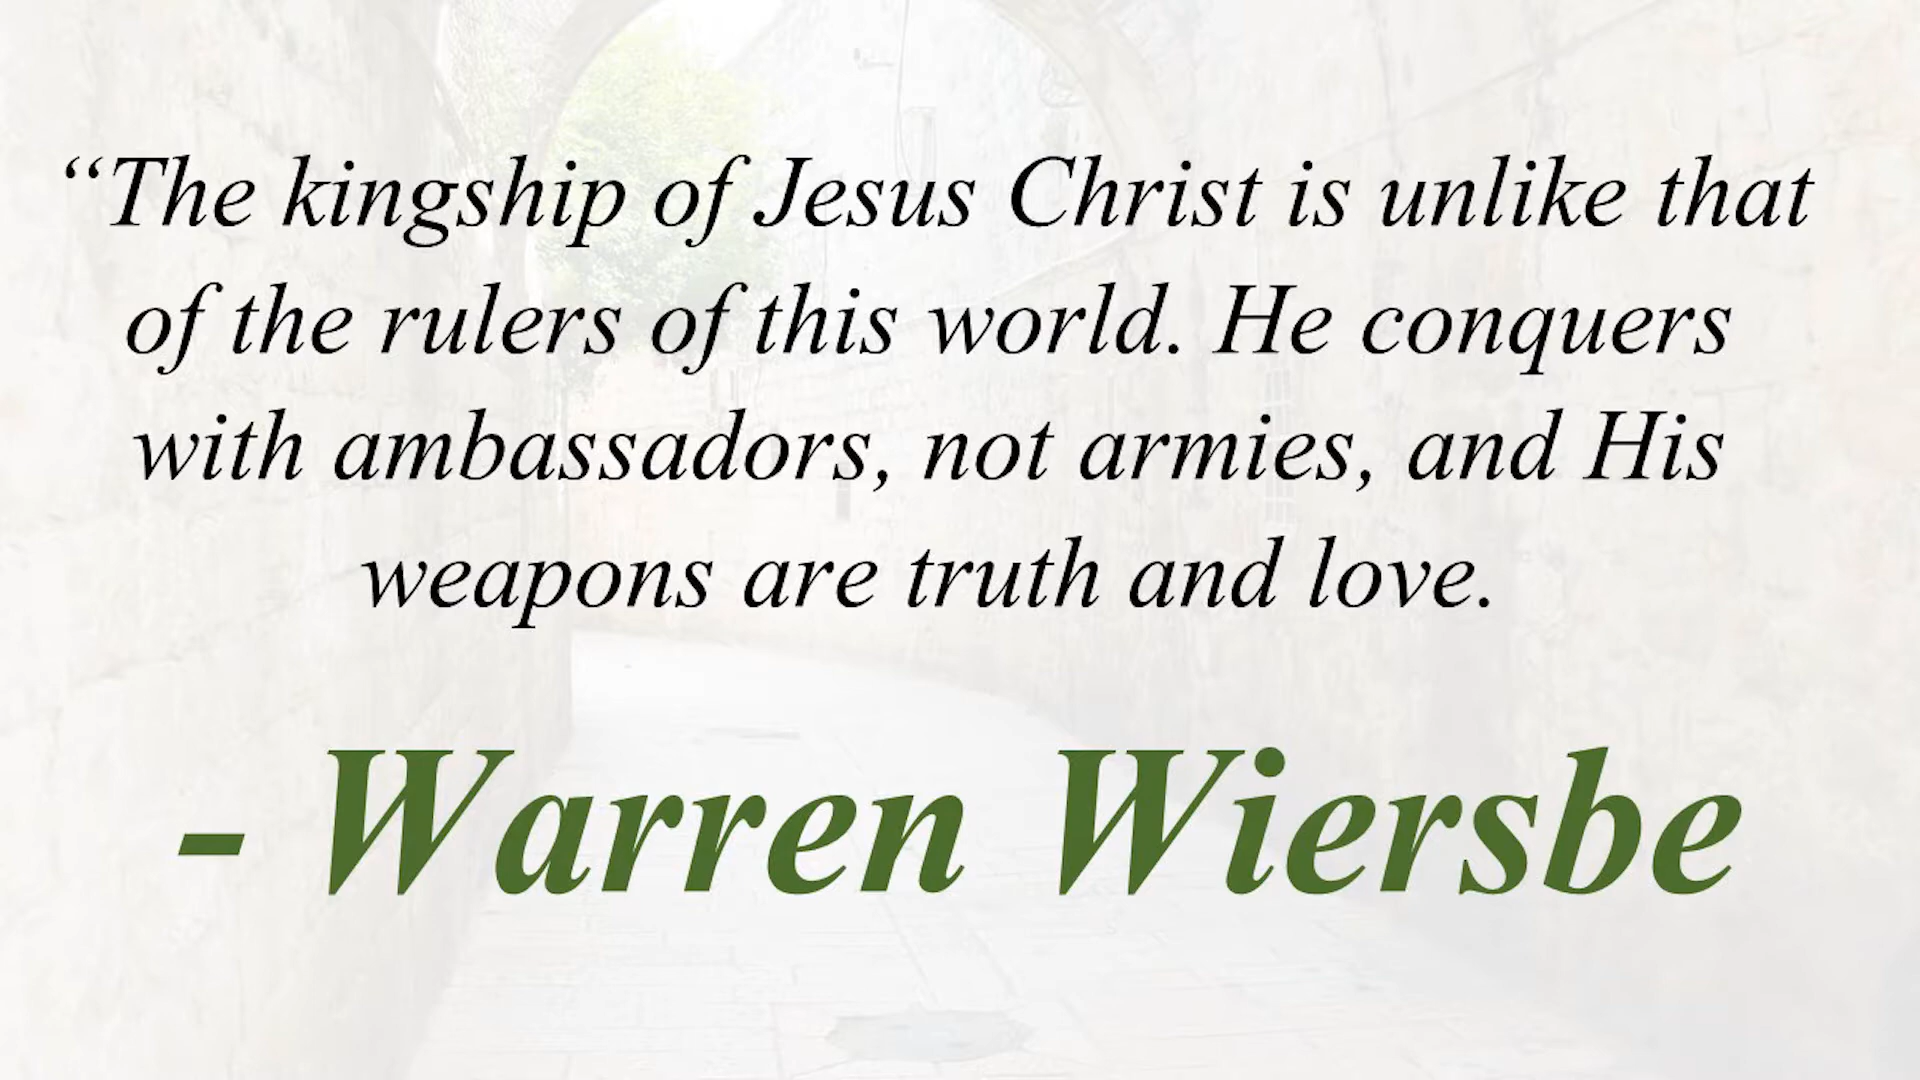 “The kingship of Jesus Christ is unlike that
of the rulers of this world. He conquers
with ambassadors, not armies, and His
weapons are truth and love.
- Warren Wiersbe